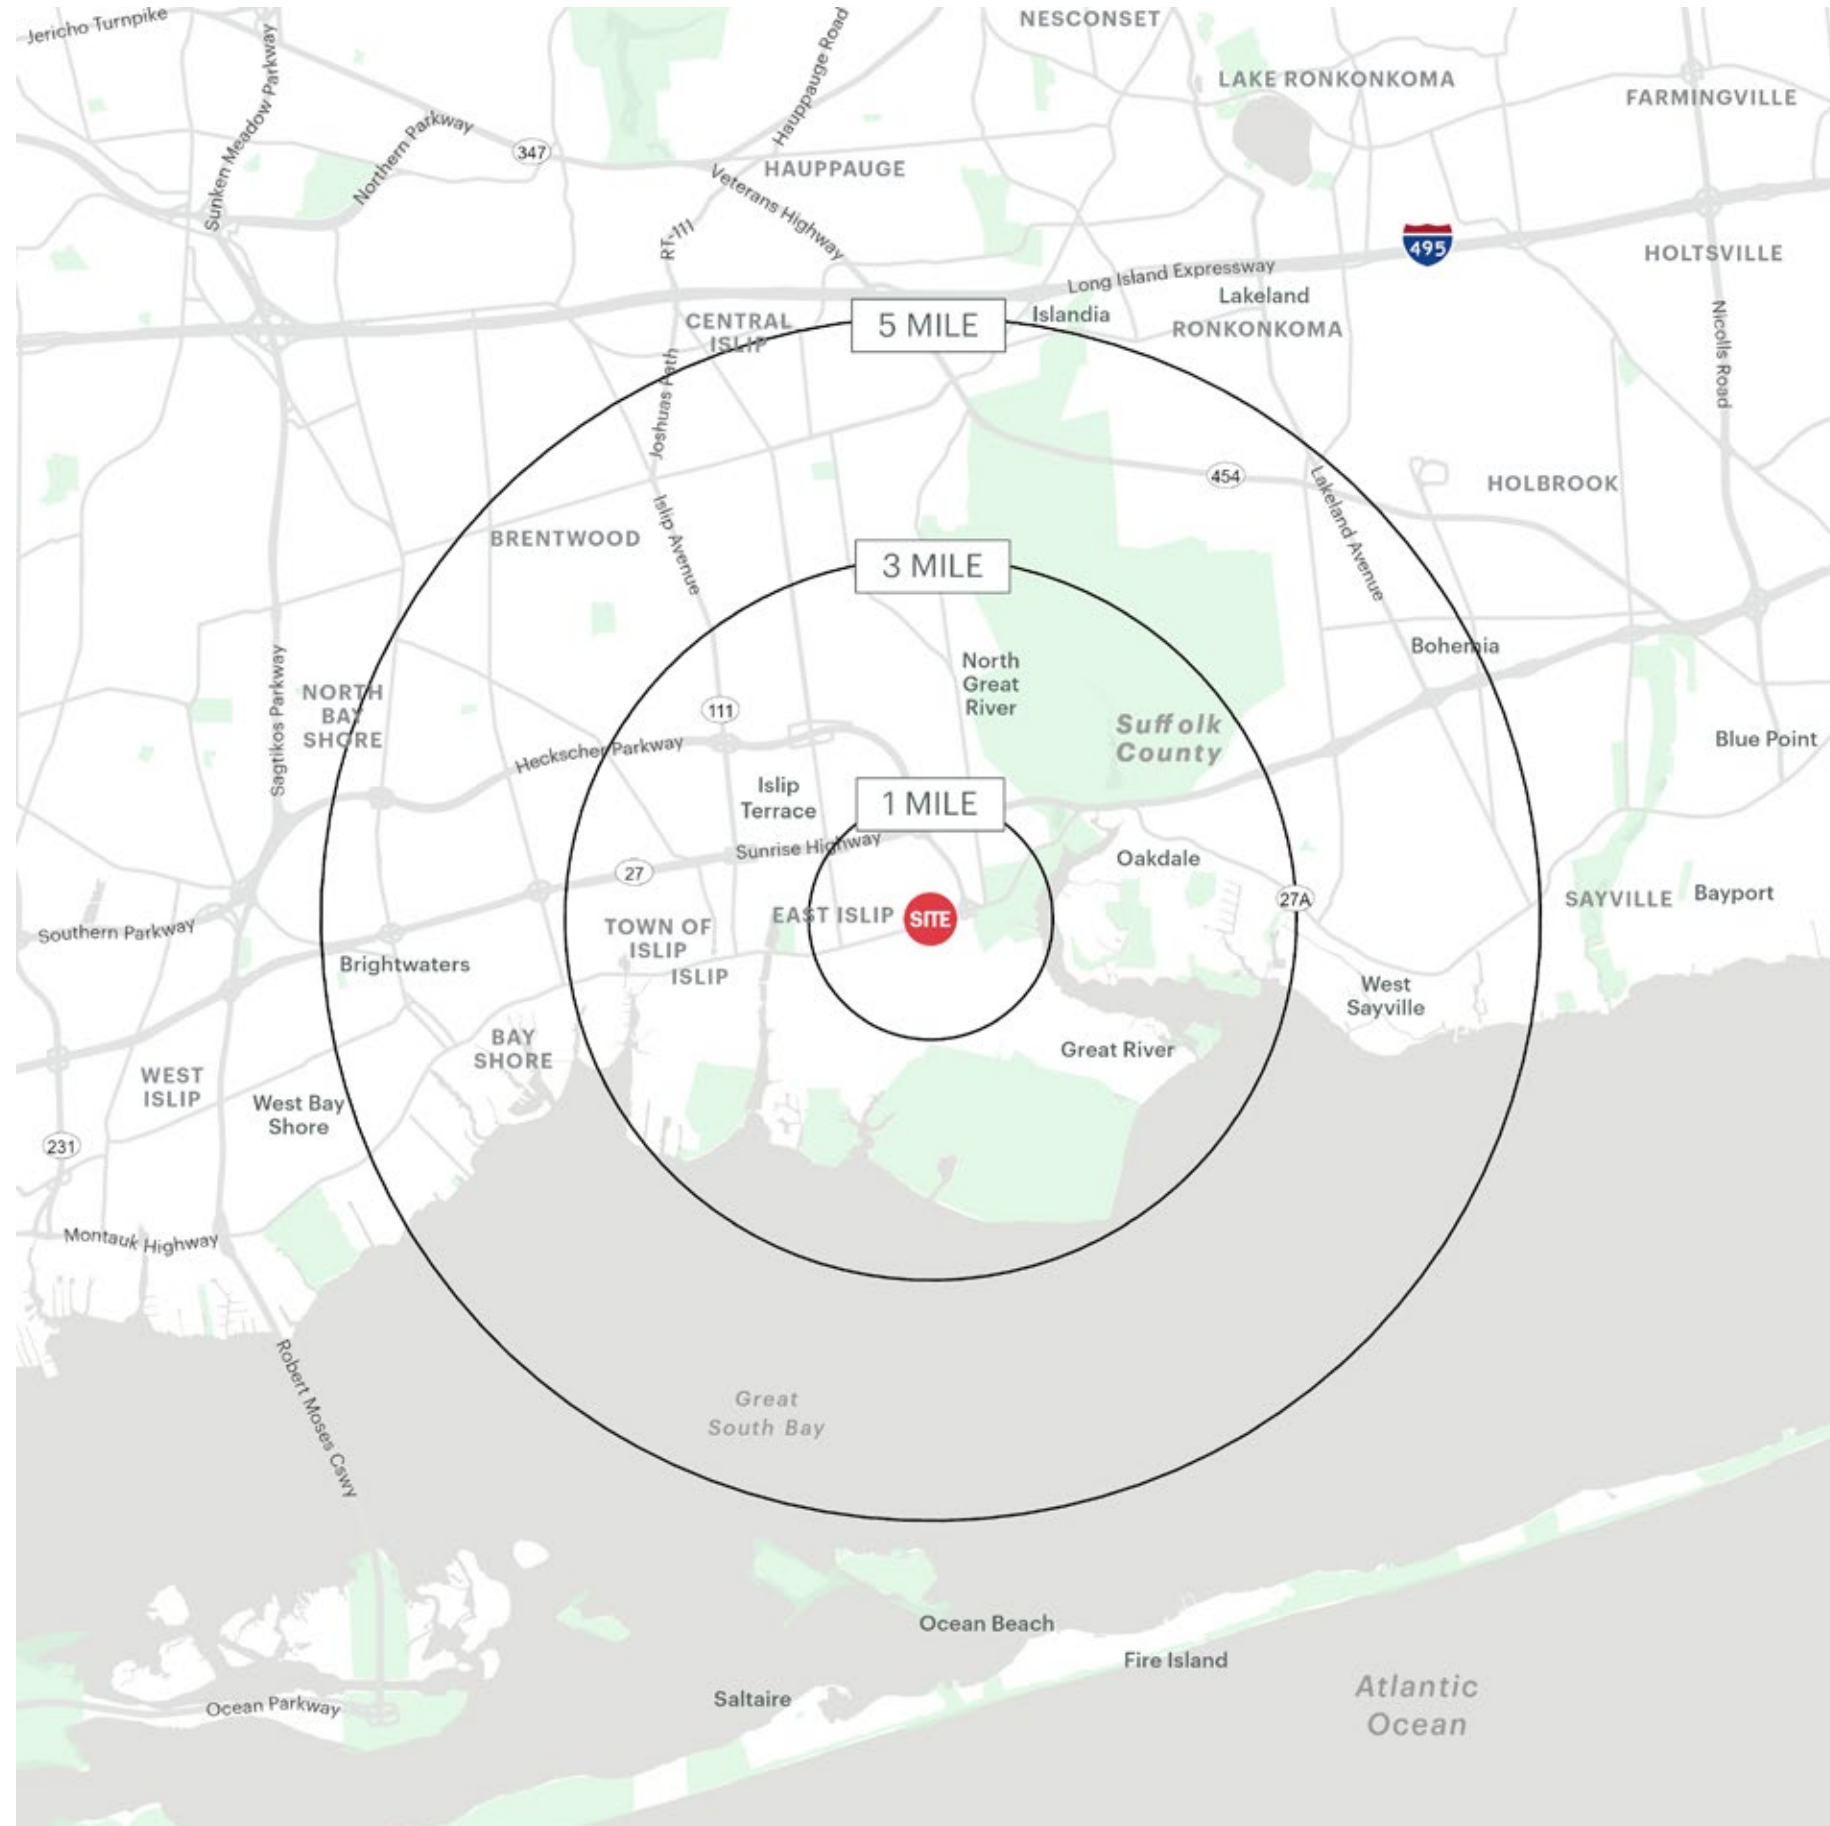 Jericho Turnpike
NESCONSET
Sunken Meadow Parkway
Northern Parkway
347
Hauppauge Road
HAUPPAUGE
Veterans Highway
RT-111
LAKE RONKONKOMA
FARMINGVILLE
495
HOLTSVILLE
Long Island Expressway
Lakeland
Islandia
RONKONKOMA
CENTRAL
ISLIP
5 MILE
Nicolls Road
Joshuas Path
454
HOLBROOK
Lakeland Avenue
Islip Avenue
BRENTWOOD
3 MILE
Bohemia
North
Great
River
Sagtikos Parkway
NORTH
BAY
SHORE
111
Heckscher Parkway
Suffolk
County
Blue Point
Islip
Terrace
1 MILE
Sunrise Highway
Oakdale
27
27A
SAYVILLE
Bayport
EAST ISLIP
SITE
TOWN OF
ISLIP
ISLIP
Southern Parkway
Brightwaters
West
Sayville
BAY
SHORE
Great River
WEST
ISLIP
West Bay
Shore
231
Montauk Highway
Robert Moses Cswy
Great
South Bay
Ocean Beach
Fire Island
Saltaire
Ocean Parkway
Atlantic
Ocean